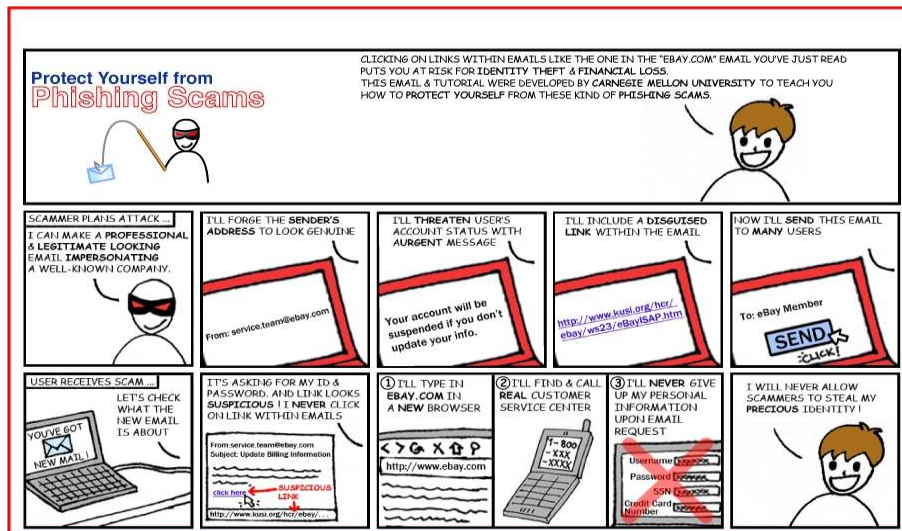 Protect Yourself from
Phishing Scams
CLICKING ON LINKS WITHIN EMAILS LIKE THE ONE IN THE "EBAY.COM" EMAIL YOU'VE JUST READ
PUTS YOU AT RISK FOR IDENTITY THEFT & FINANCIAL LOSS.
THIS EMAIL & TUTORIAL WERE DEVELOPED BY CARNEGIE MELLON UNIVERSITY TO TEACH YOU
HOW TO PROTECT YOURSELF FROM THESE KIND OF PHISHING SCAMS.
SCAMMER PLANS ATTACK ...
I CAN MAKE A PROFESSIONAL
& LEGITIMATE LOOKING
EMAIL IMPERSONATING
A WELL-KNOWN COMPANY.
I'LL FORGE THE SENDER'S
ADDRESS TO LOOK GENUINE
From: service.team@ebay.com
I'LL THREATEN USER'S
ACCOUNT STATUS WITH
AURGENT MESSAGE
Your account will be
suspended if you don't
update your info.
I'LL INCLUDE A DISGUISED
LINK WITHIN THE EMAIL
http://www.kusi.org/hcr/
ebay/ws23/eBayISAP.htm
NOW I'LL SEND THIS EMAIL
TO MANY USERS
To: eBay Member
SEND
CLICK!
USER RECEIVES SCAM ...
LET'S CHECK
WHAT THE
NEW EMAIL
IS ABOUT
YOU'VE GOT
NEW MAIL!
IT'S ASKING FOR MY ID &
PASSWORD. AND LINK LOOKS
SUSPICIOUS ! I NEVER CLICK
ON LINK WITHIN EMAILS
From:service.team@ebay.com
Subject: Update Billing Information
click here
SUSPICIOUS
LINK
http://www.kusi.org/hcr/ebay/...
1 I'LL TYPE IN
EBAY.COM IN
A NEW BROWSER
http://www.ebay.com
2 I'LL FIND & CALL
REAL CUSTOMER
SERVICE CENTER
1-800
-XXX
-XXXX
3 I'LL NEVER GIVE
UP MY PERSONAL
INFORMATION
UPON EMAIL
REQUEST
Username
Password
SSN
Credit Card
Number
I WILL NEVER ALLOW
SCAMMERS TO STEAL MY
PRECIOUS IDENTITY !